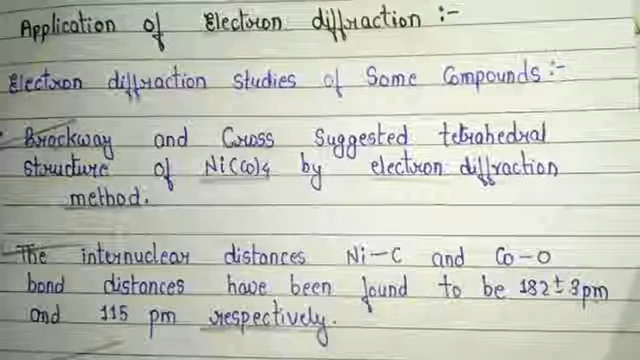 Application of Electron diffraction :-
Electron diffraction studies of Some Compounds :-
Brockway and Cross Suggested tetrahedral
structure of Ni(Co)4 by electron diffraction
method.
The internuclear distances Ni-C and Co-O
bond distances have been found to be 182±3pm
and 115 pm respectively.